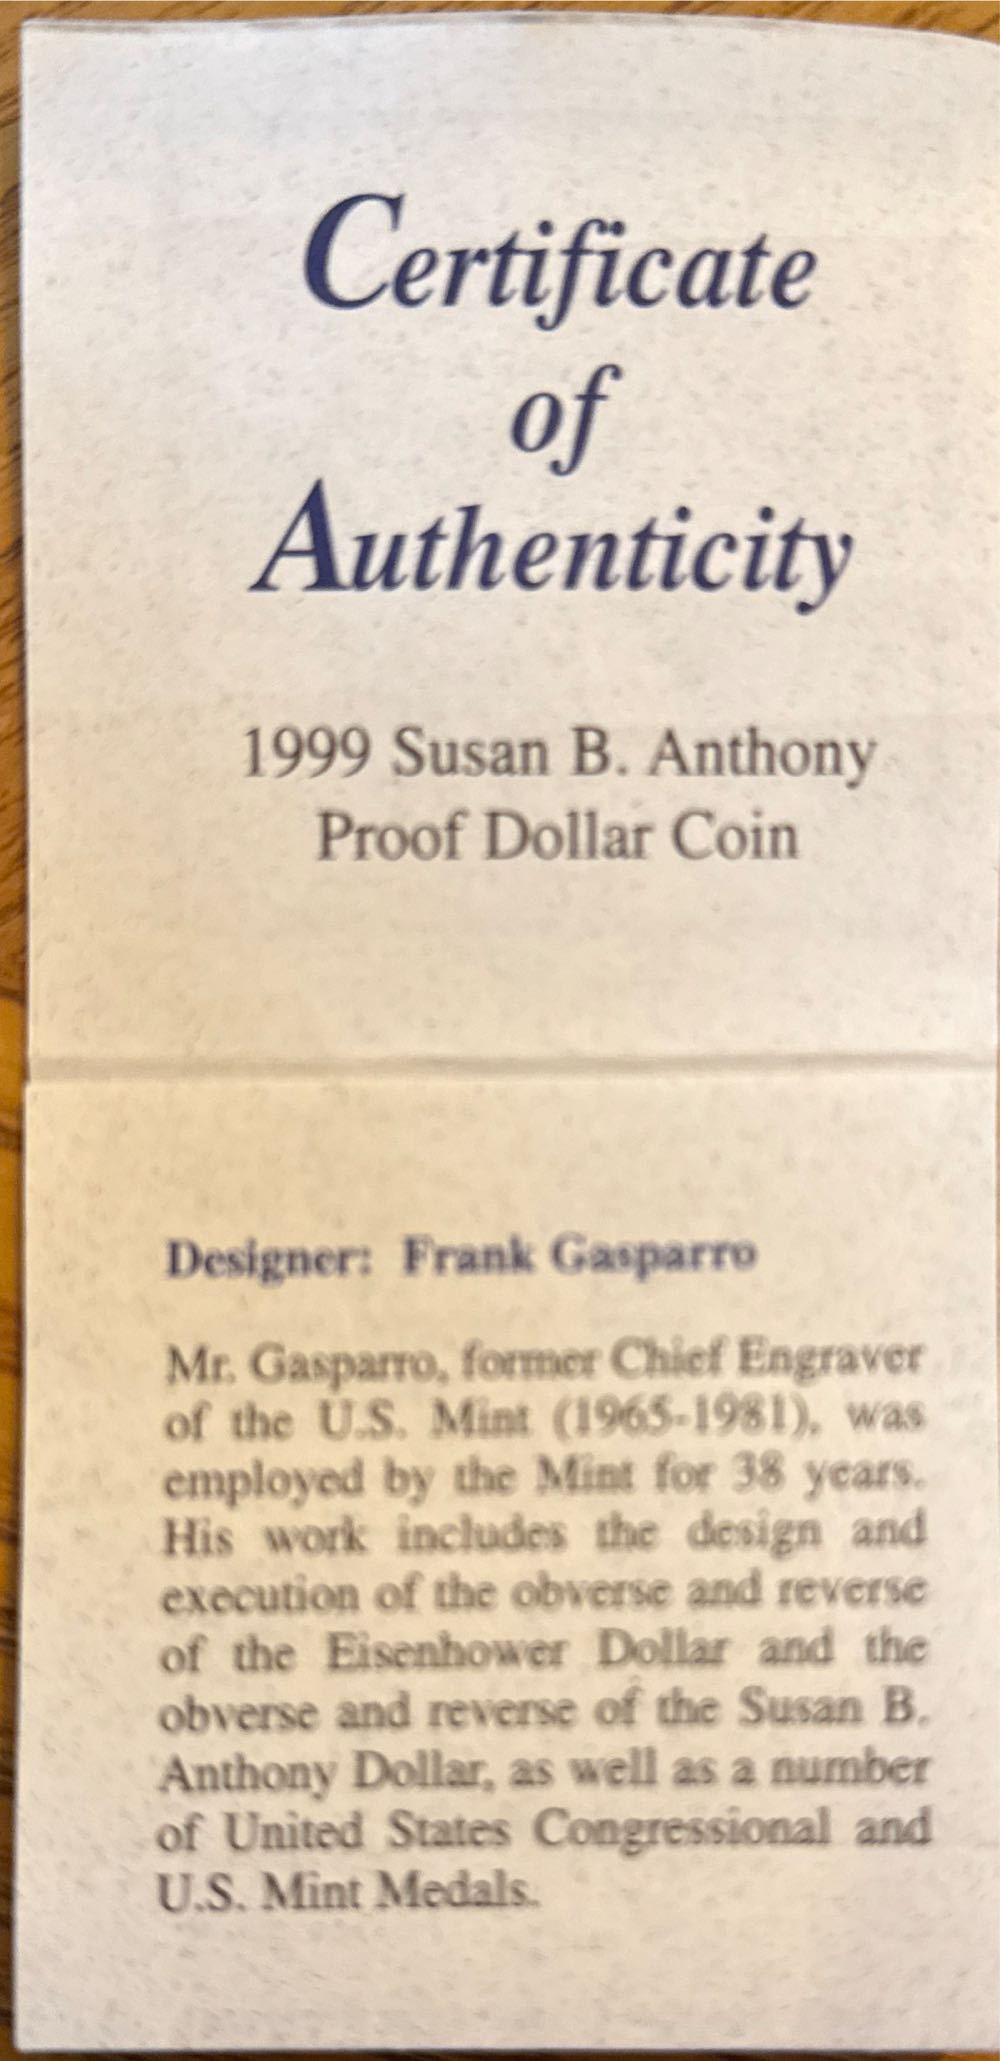 Certificate
of
Authenticity
1999 Susan B. Anthony
Proof Dollar Coin
Designer: Frank Gasparro
Mr. Gasparro, former Chief Engraver
of the U.S. Mint (1965-1981), was
employed by the Mint for 38 years.
His work includes the design and
execution of the obverse and reverse
of the Eisenhower Dollar and the
obverse and reverse of the Susan B.
Anthony Dollar, as well as a number
of United States Congressional and
U.S. Mint Medals.